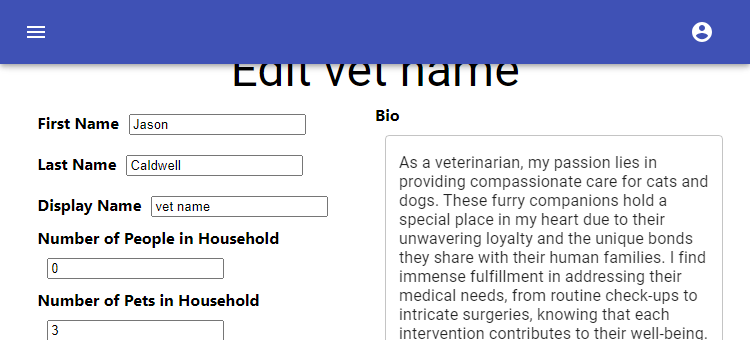 Edit vet name
First Name Jason
Last Name Caldwell
Display Name vet name
Number of People in Household
0
Number of Pets in Household
3
Bio
As a veterinarian, my passion lies in
providing compassionate care for cats and
dogs. These furry companions hold a
special place in my heart due to their
unwavering loyalty and the unique bonds
they share with their human families. I find
immense fulfillment in addressing their
medical needs, from routine check-ups to
intricate surgeries, knowing that each
intervention contributes to their well-being.